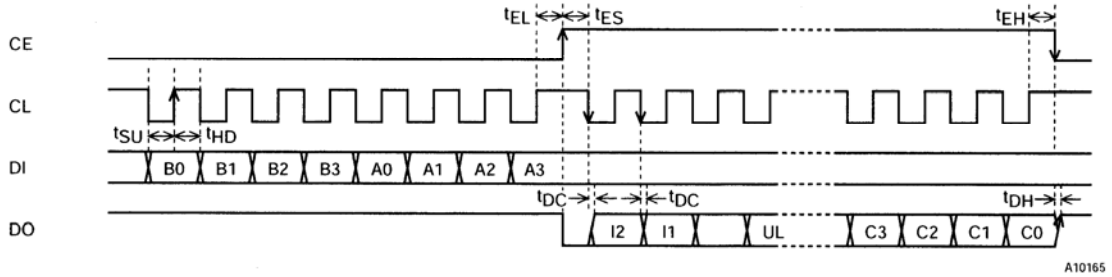 tEL tES tEH
CE
CL
tSU tHD
DI B0 B1 B2 B3 A0 A1 A2 A3
tDC tDC tDH
DO I2 I1 UL C3 C2 C1 C0
A10165